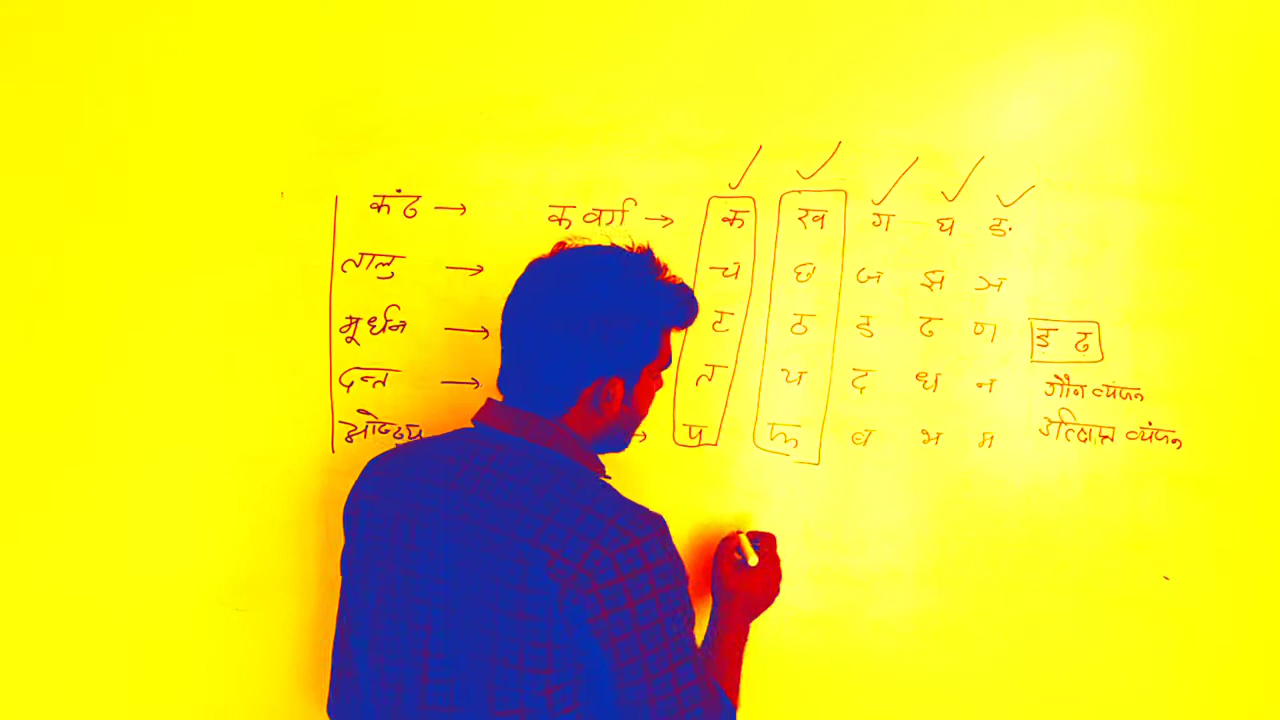 कंठ → क वर्ग → क ख ग घ ङ
तालु → च छ ज झ ञ
मूर्धन → ट ठ ड ढ ण ड ढ
दन्त → त थ द ध न गौन व्यंजन
ओष्ठ्य → प फ ब भ म उत्क्षिप्त व्यंजन